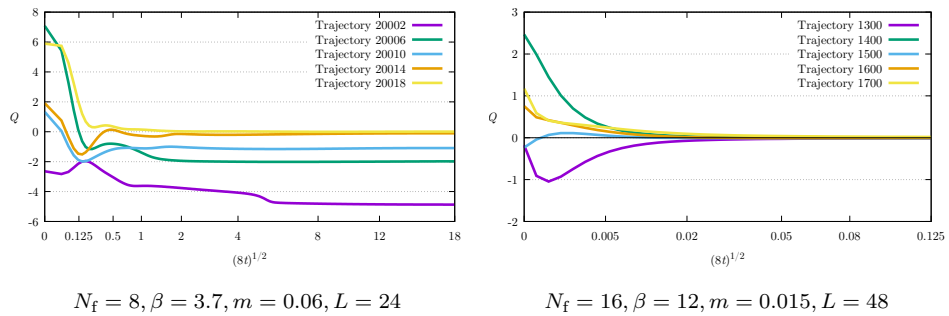 8
6
4
2
0
-2
-4
-6
Q
0 0.125 0.5 1 2 4 8 12 18
(8t)^{1/2}
Trajectory 20002
Trajectory 20006
Trajectory 20010
Trajectory 20014
Trajectory 20018
N_f = 8, β = 3.7, m = 0.06, L = 24
3
2
1
0
-1
-2
Q
0 0.005 0.02 0.05 0.08 0.125
(8t)^{1/2}
Trajectory 1300
Trajectory 1400
Trajectory 1500
Trajectory 1600
Trajectory 1700
N_f = 16, β = 12, m = 0.015, L = 48